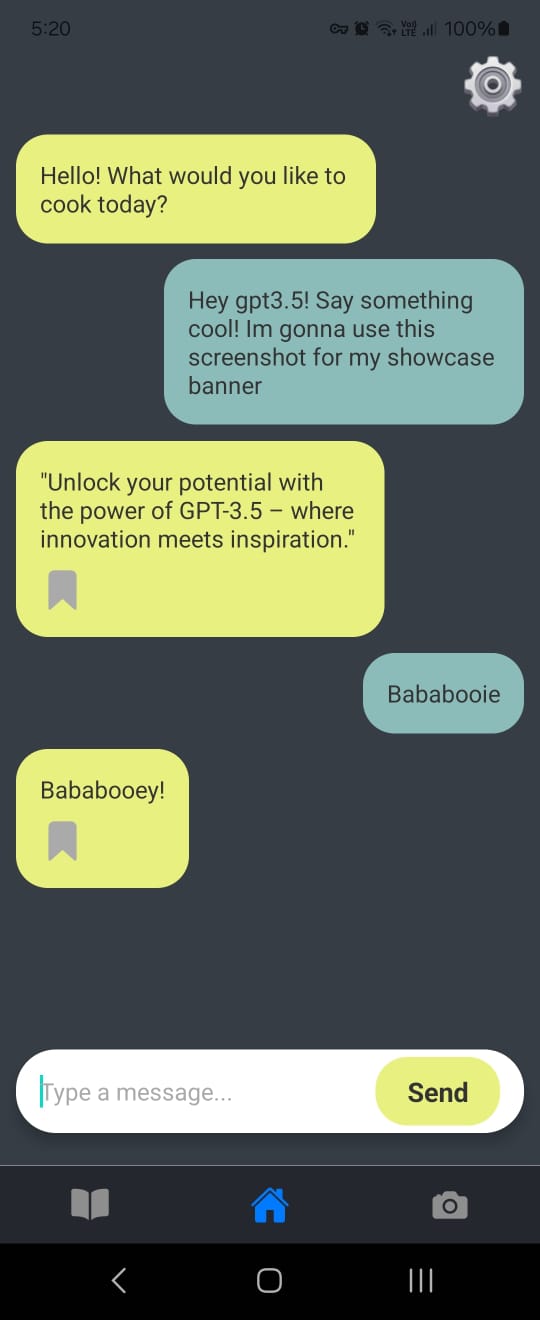 5:20
Vo) LTE 100%
Hello! What would you like to
cook today?
Hey gpt3.5! Say something
cool! Im gonna use this
screenshot for my showcase
banner
"Unlock your potential with
the power of GPT-3.5 – where
innovation meets inspiration."
Bababooie
Bababooey!
Type a message...
Send